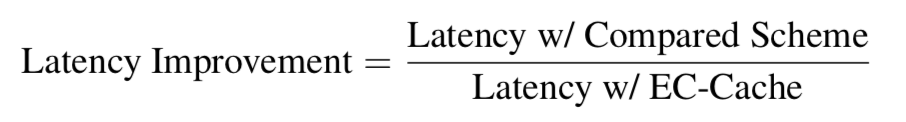 Latency w/ Compared Scheme
Latency Improvement =
Latency w/ EC-Cache